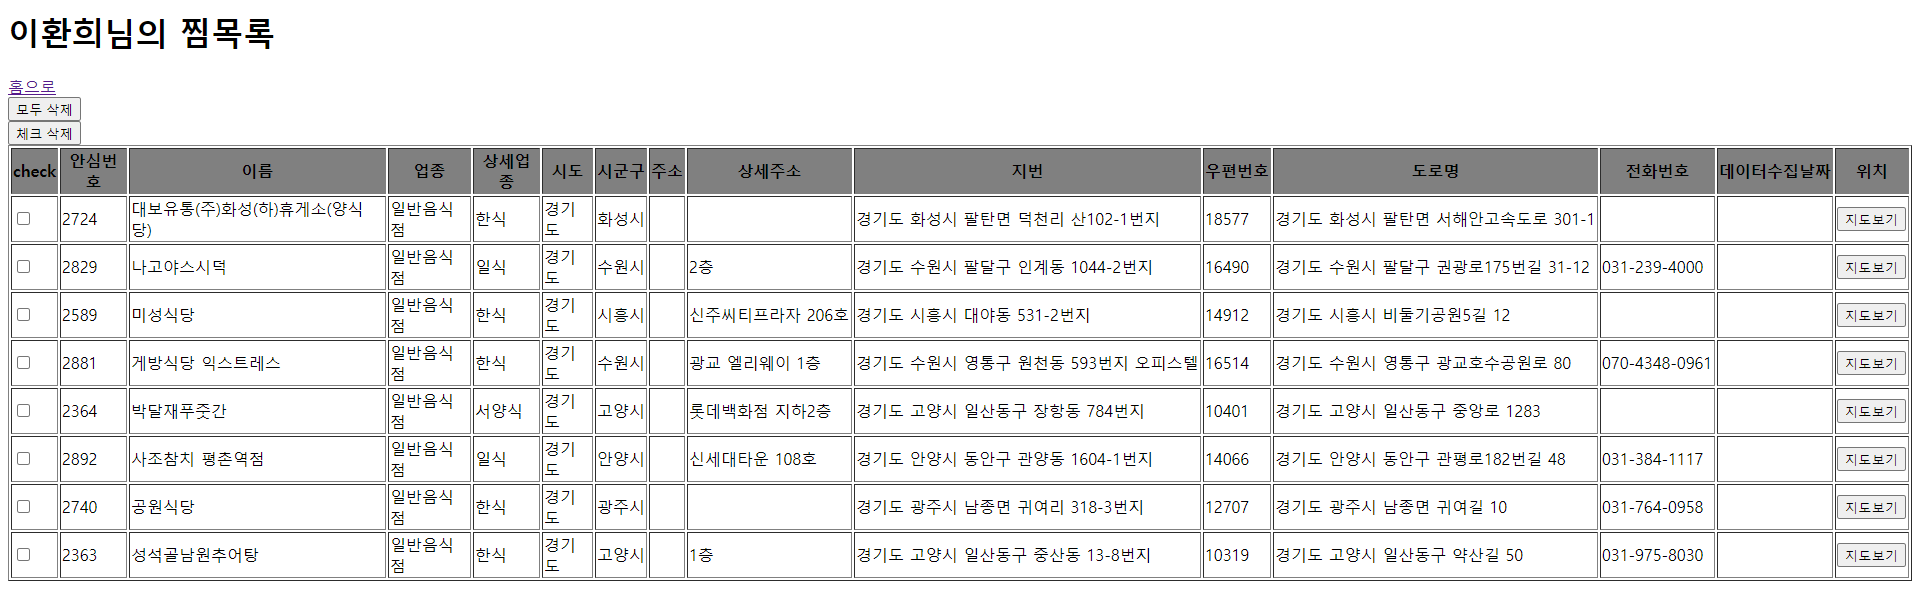 이환희님의 찜목록
홈으로
모두 삭제
체크 삭제
check 안심번호 이름 업종 상세업종 시도 시군구 주소 상세주소 지번 우편번호 도로명 전화번호 데이터수집날짜 위치
2724 대보유통(주)화성(하)휴게소(양식당) 일반음식점 한식 경기도 화성시 경기도 화성시 팔탄면 덕천리 산102-1번지 18577 경기도 화성시 팔탄면 서해안고속도로 301-1 지도보기
2829 나고야스시덕 일반음식점 일식 경기도 수원시 2층 경기도 수원시 팔달구 인계동 1044-2번지 16490 경기도 수원시 팔달구 권광로175번길 31-12 031-239-4000 지도보기
2589 미성식당 일반음식점 한식 경기도 시흥시 신주씨티프라자 206호 경기도 시흥시 대야동 531-2번지 14912 경기도 시흥시 비둘기공원5길 12 지도보기
2881 게방식당 익스트레스 일반음식점 한식 경기도 수원시 광교 엘리웨이 1층 경기도 수원시 영통구 원천동 593번지 오피스텔 16514 경기도 수원시 영통구 광교호수공원로 80 070-4348-0961 지도보기
2364 박달재푸줏간 일반음식점 서양식 경기도 고양시 롯데백화점 지하2층 경기도 고양시 일산동구 장항동 784번지 10401 경기도 고양시 일산동구 중앙로 1283 지도보기
2892 사조참치 평촌역점 일반음식점 일식 경기도 안양시 신세대타운 108호 경기도 안양시 동안구 관양동 1604-1번지 14066 경기도 안양시 동안구 관평로182번길 48 031-384-1117 지도보기
2740 공원식당 일반음식점 한식 경기도 광주시 경기도 광주시 남종면 귀여리 318-3번지 12707 경기도 광주시 남종면 귀여길 10 031-764-0958 지도보기
2363 성석골남원추어탕 일반음식점 한식 경기도 고양시 1층 경기도 고양시 일산동구 중산동 13-8번지 10319 경기도 고양시 일산동구 약산길 50 031-975-8030 지도보기